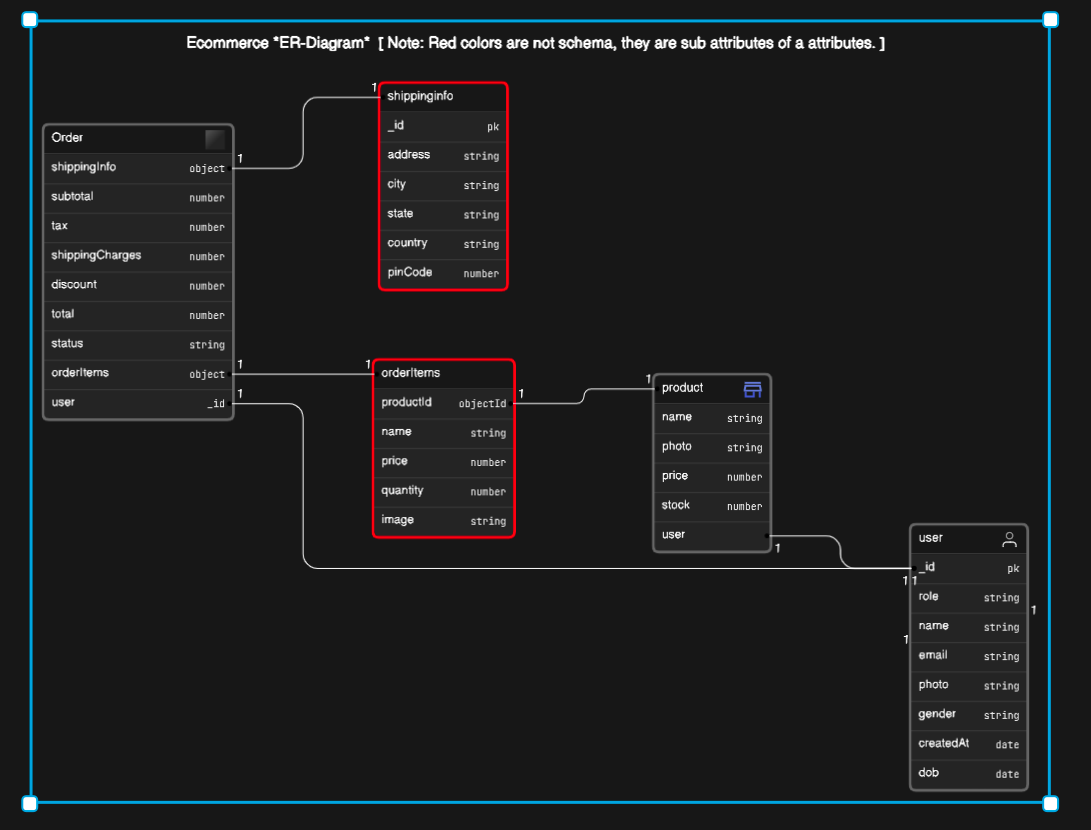 Ecommerce *ER-Diagram* [ Note: Red colors are not schema, they are sub attributes of a attributes. ]
Order
shippingInfo object
subtotal number
tax number
shippingCharges number
discount number
total number
status string
orderItems object
user _id
1
1
1
1
shippinginfo
_id pk
address string
city string
state string
country string
pinCode number
1
orderItems
productId objectId
name string
price number
quantity number
image string
1
1
product
name string
photo string
price number
stock number
user
1
user
_id pk
1 1
role string
1
name string
1
email string
photo string
gender string
createdAt date
dob date